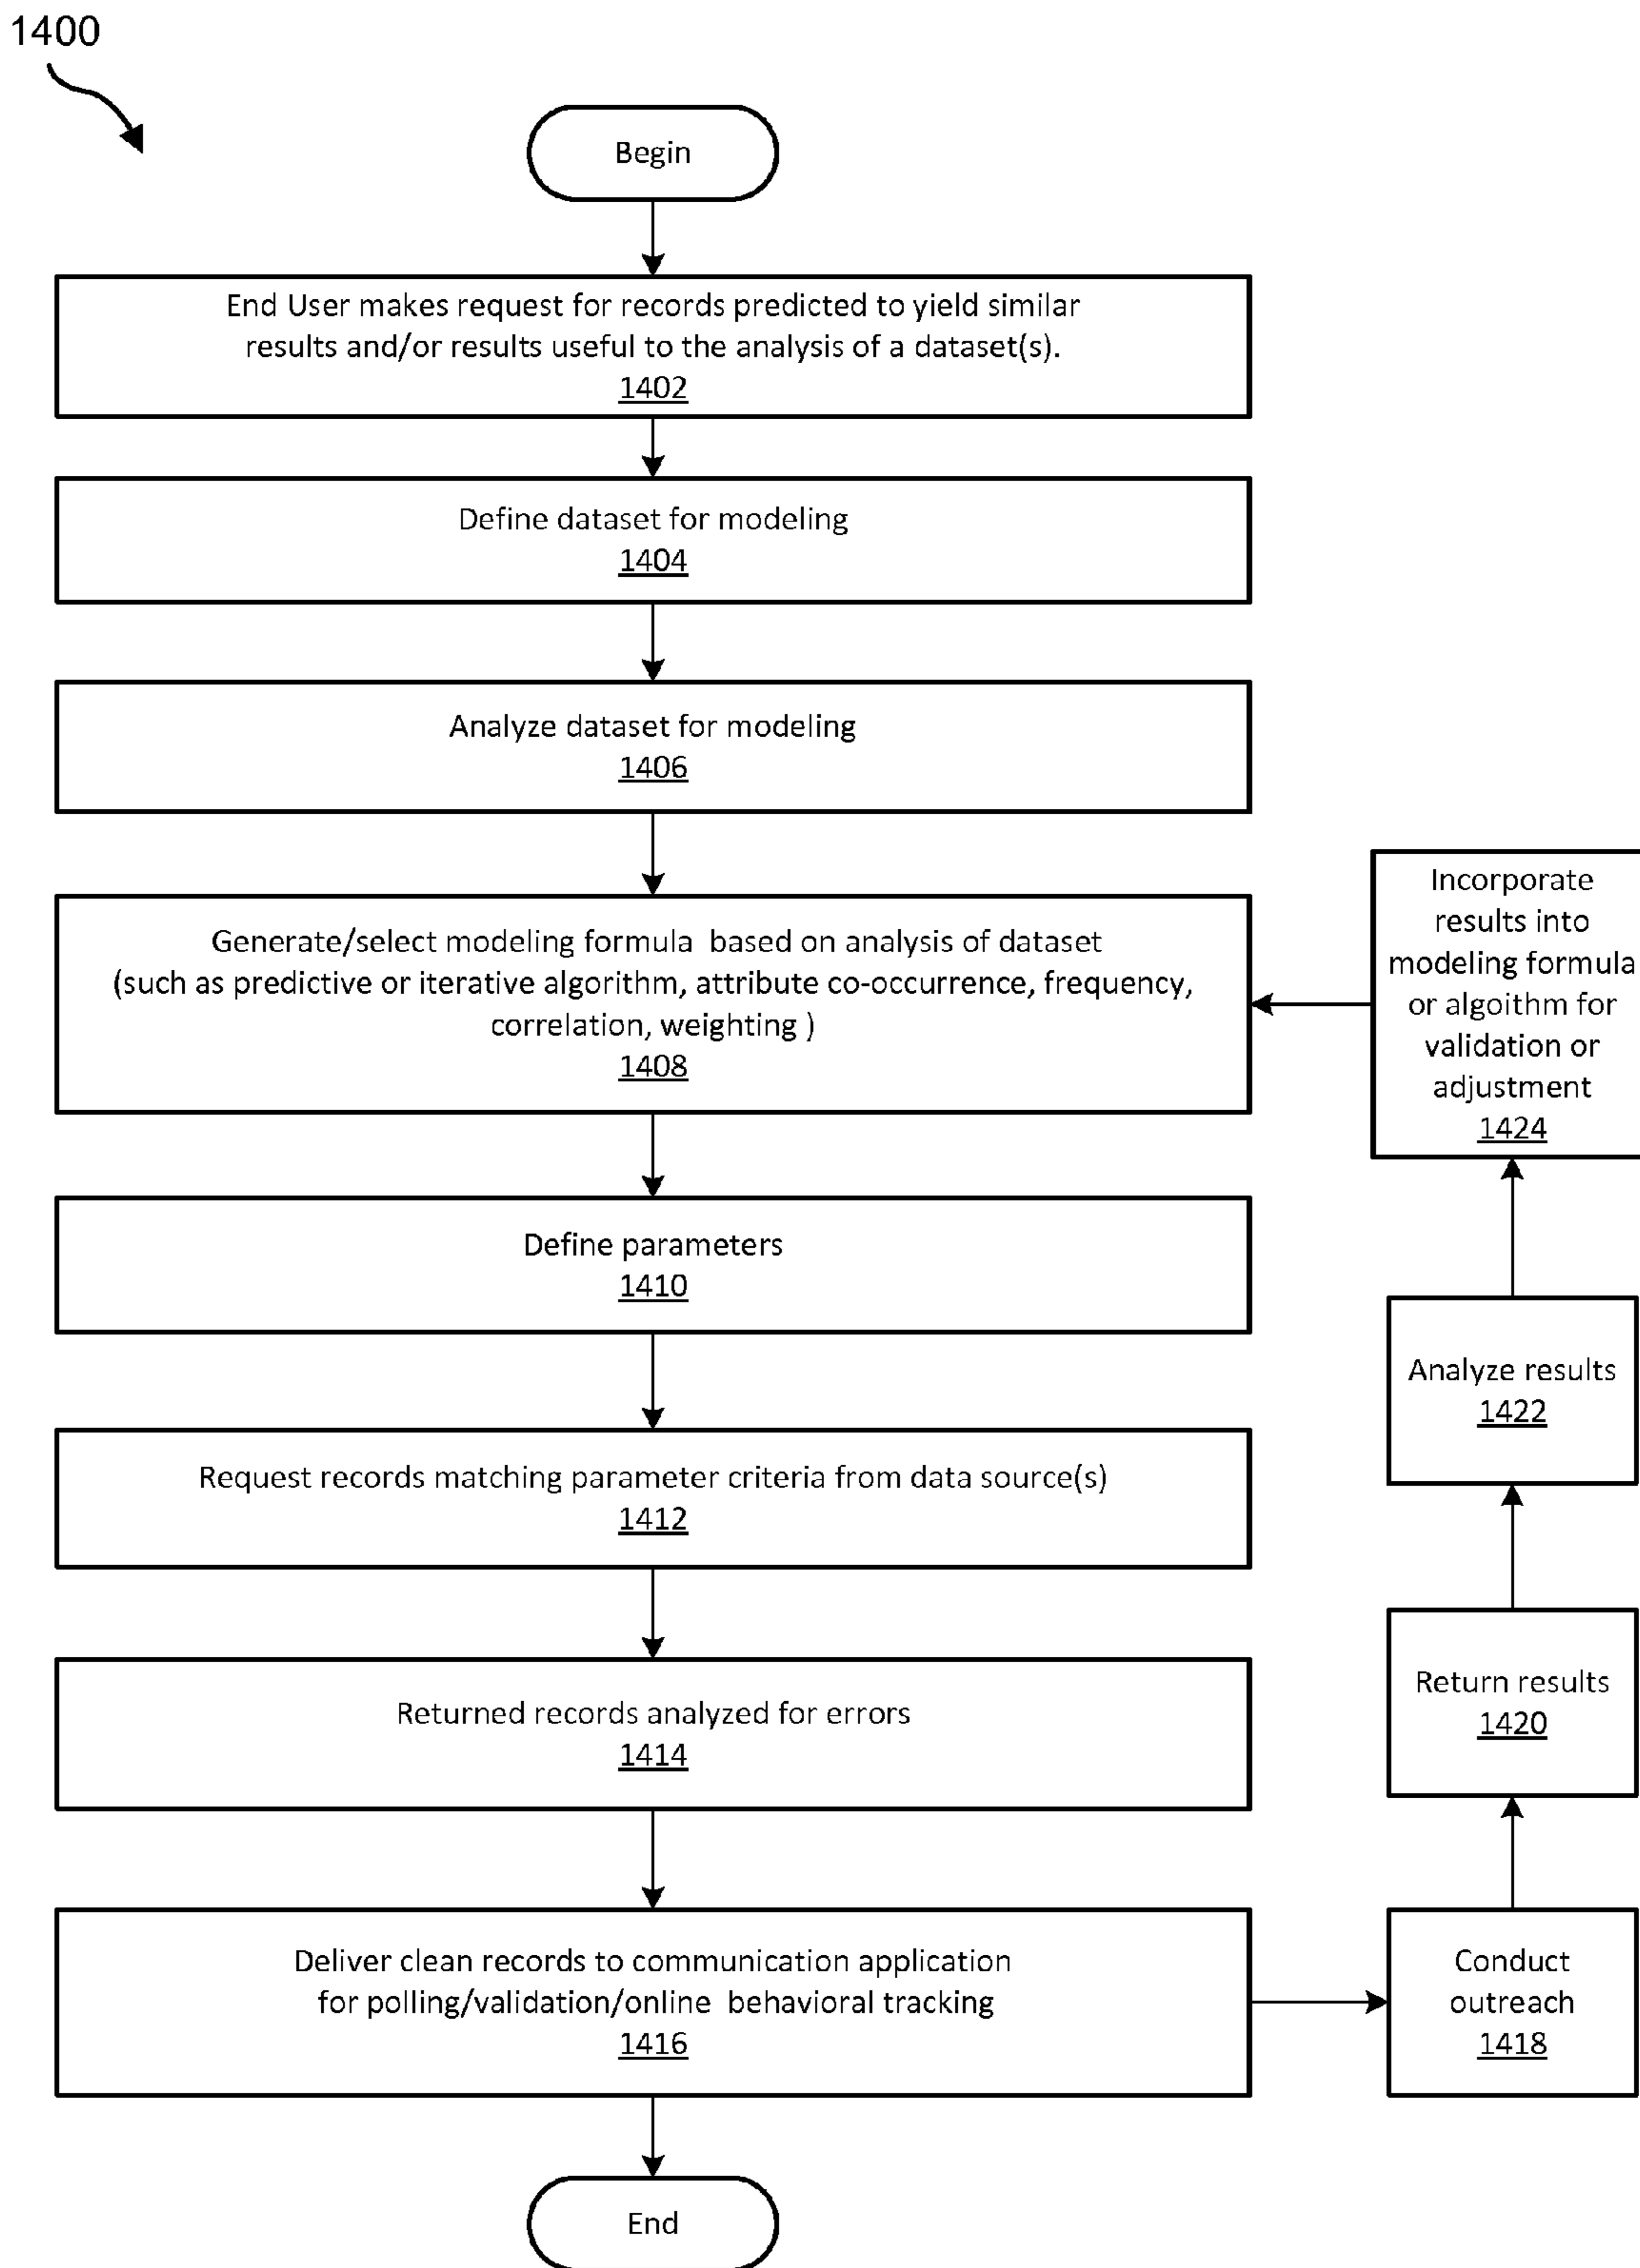 1400
Begin
End User makes request for records predicted to yield similar
results and/or results useful to the analysis of a dataset(s).
1402
Define dataset for modeling
1404
Analyze dataset for modeling
1406
Generate/select modeling formula based on analysis of dataset
(such as predictive or iterative algorithm, attribute co-occurrence, frequency,
correlation, weighting )
1408
Define parameters
1410
Request records matching parameter criteria from data source(s)
1412
Returned records analyzed for errors
1414
Deliver clean records to communication application
for polling/validation/online behavioral tracking
1416
End
Conduct
outreach
1418
Return results
1420
Analyze results
1422
Incorporate
results into
modeling formula
or algoithm for
validation or
adjustment
1424